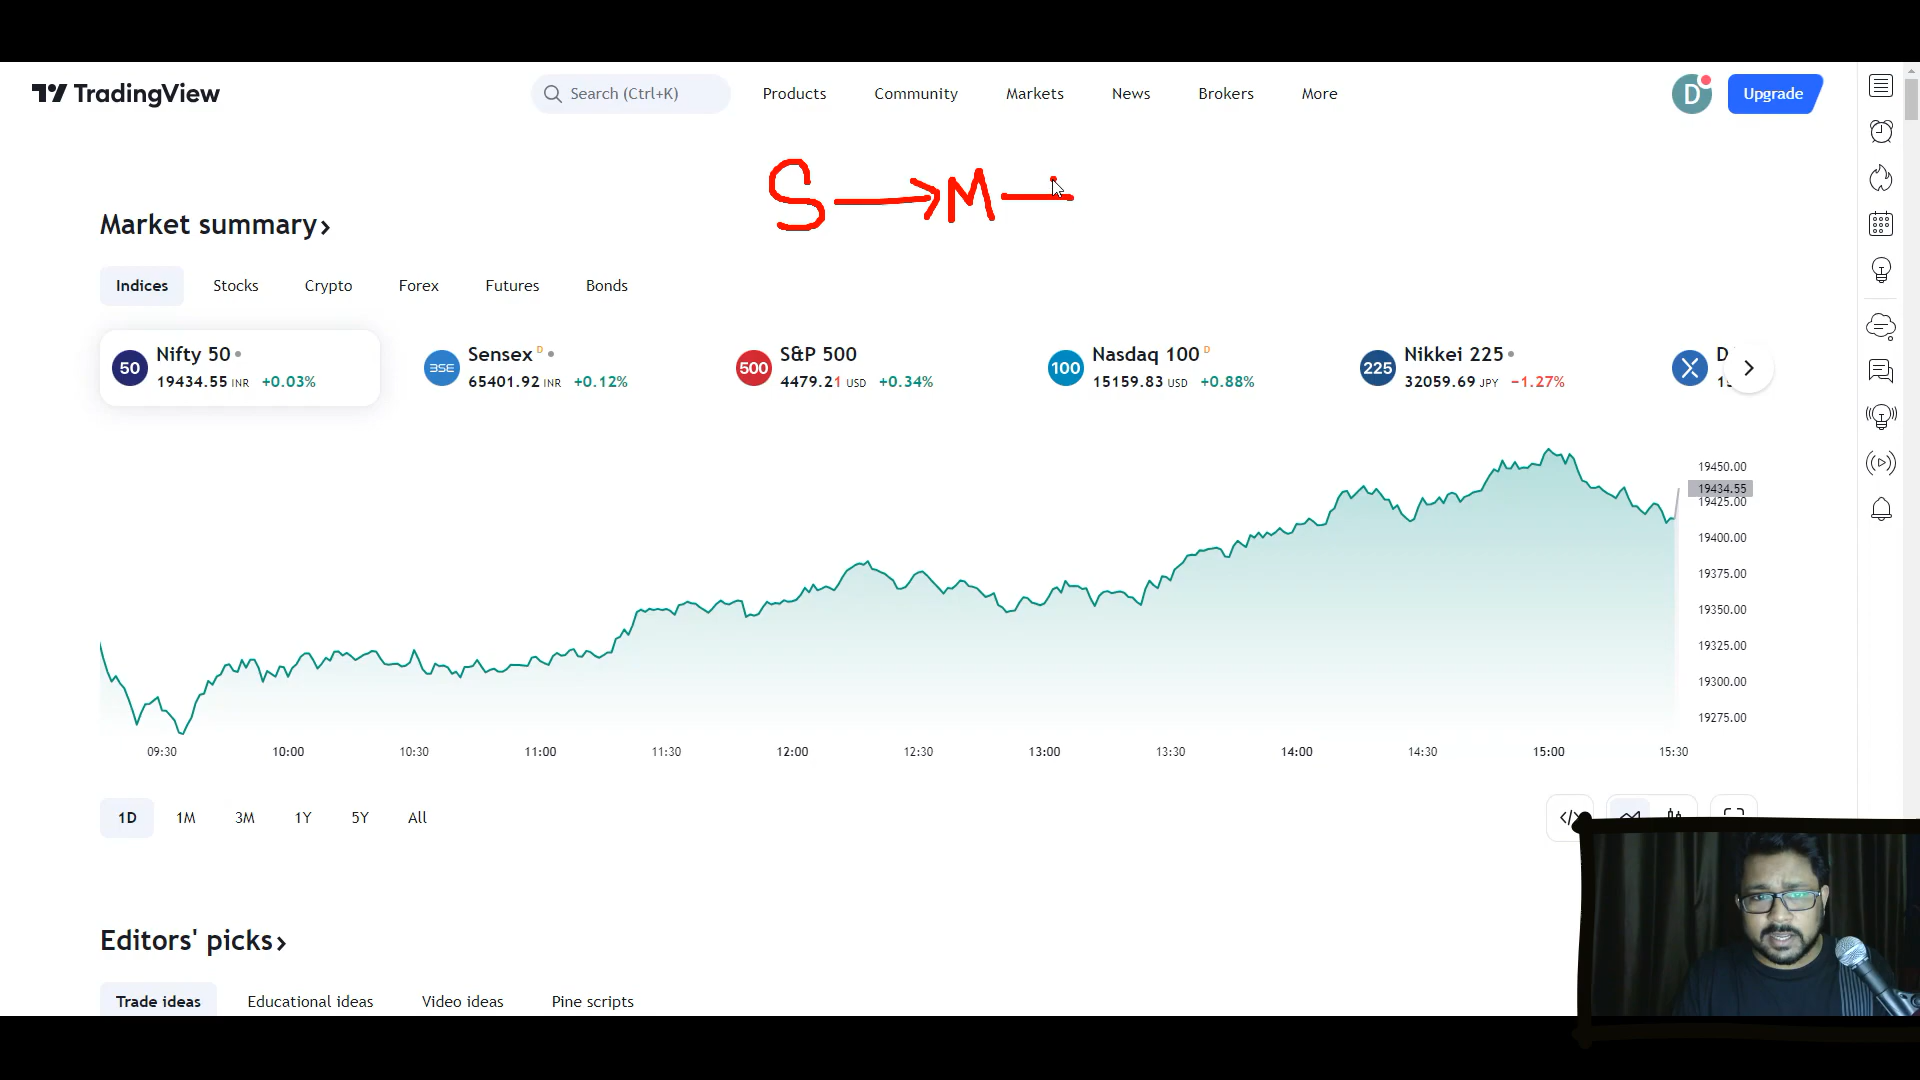 TradingView
Search (Ctrl+K)
Products
Community
Markets
News
Brokers
More
D
Upgrade
S → M —
Market summary ›
Indices
Stocks
Crypto
Forex
Futures
Bonds
50
Nifty 50
19434.55 INR +0.03%
BSE
Sensex D
65401.92 INR +0.12%
500
S&P 500
4479.21 USD +0.34%
100
Nasdaq 100 D
15159.83 USD +0.88%
225
Nikkei 225
32059.69 JPY −1.27%
D
19450.00
19434.55
19425.00
19400.00
19375.00
19350.00
19325.00
19300.00
19275.00
09:30 10:00 10:30 11:00 11:30 12:00 12:30 13:00 13:30 14:00 14:30 15:00 15:30
1D 1M 3M 1Y 5Y All
Editors' picks ›
Trade ideas
Educational ideas
Video ideas
Pine scripts